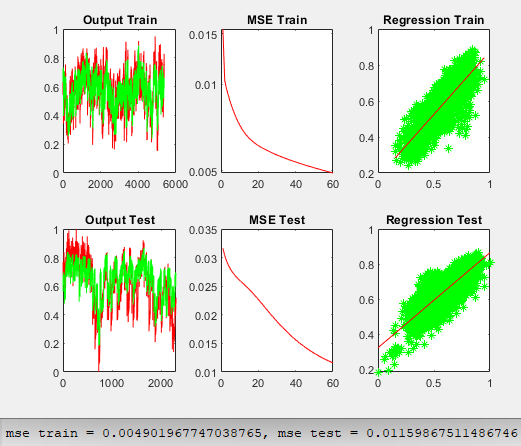 Output Train
MSE Train
Regression Train
1
0.8
0.6
0.4
0.2
0
0 2000 4000 6000
0.015
0.01
0.005
0 20 40 60
1
0.8
0.6
0.4
0.2
0 0.5 1
Output Test
MSE Test
Regression Test
1
0.8
0.6
0.4
0.2
0
0 1000 2000
0.035
0.03
0.025
0.02
0.015
0.01
0 20 40 60
1
0.8
0.6
0.4
0.2
0 0.5 1
mse train = 0.004901967747038765, mse test = 0.01159867511486746